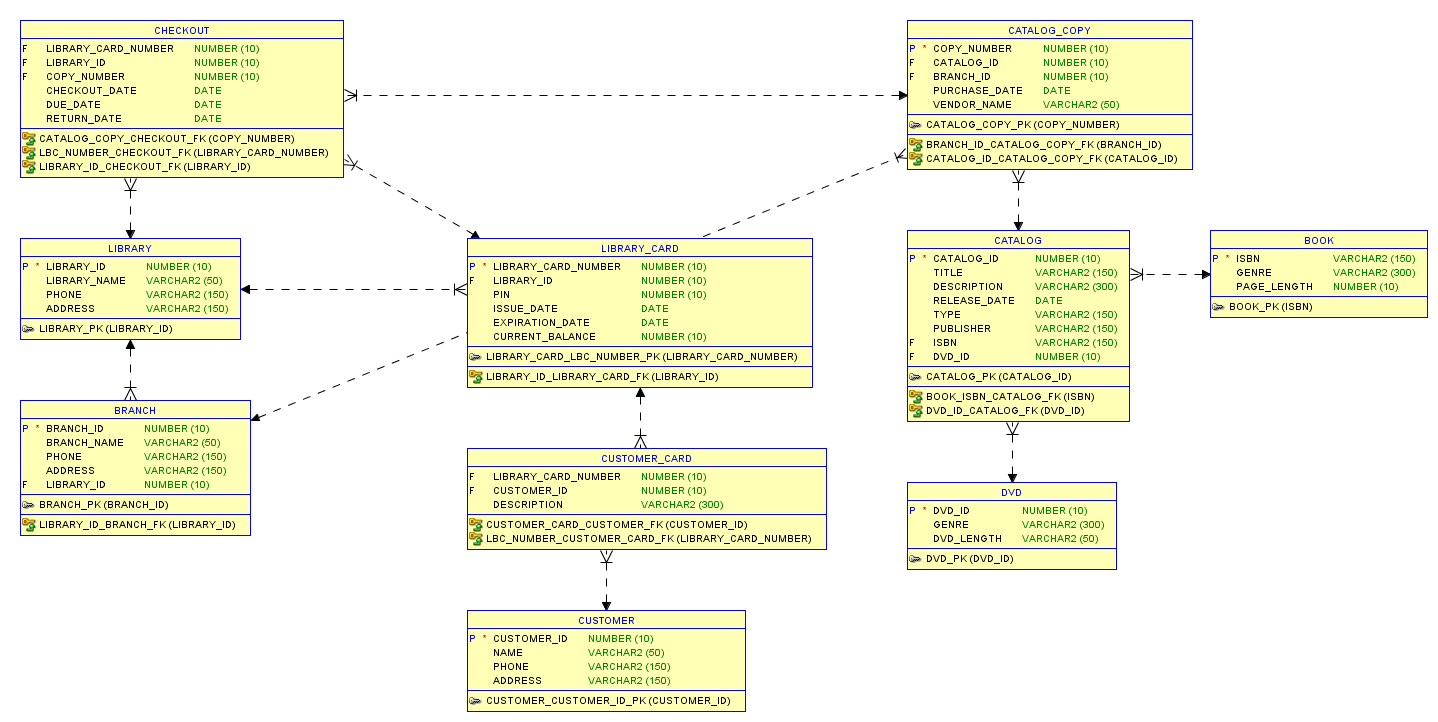 CHECKOUT
F LIBRARY_CARD_NUMBER NUMBER (10)
F LIBRARY_ID NUMBER (10)
F COPY_NUMBER NUMBER (10)
CHECKOUT_DATE DATE
DUE_DATE DATE
RETURN_DATE DATE
CATALOG_COPY_CHECKOUT_FK (COPY_NUMBER)
LBC_NUMBER_CHECKOUT_FK (LIBRARY_CARD_NUMBER)
LIBRARY_ID_CHECKOUT_FK (LIBRARY_ID)
CATALOG_COPY
P * COPY_NUMBER NUMBER (10)
F CATALOG_ID NUMBER (10)
F BRANCH_ID NUMBER (10)
PURCHASE_DATE DATE
VENDOR_NAME VARCHAR2 (50)
CATALOG_COPY_PK (COPY_NUMBER)
BRANCH_ID_CATALOG_COPY_FK (BRANCH_ID)
CATALOG_ID_CATALOG_COPY_FK (CATALOG_ID)
LIBRARY
P * LIBRARY_ID NUMBER (10)
LIBRARY_NAME VARCHAR2 (50)
PHONE VARCHAR2 (150)
ADDRESS VARCHAR2 (150)
LIBRARY_PK (LIBRARY_ID)
LIBRARY_CARD
P * LIBRARY_CARD_NUMBER NUMBER (10)
F LIBRARY_ID NUMBER (10)
PIN NUMBER (10)
ISSUE_DATE DATE
EXPIRATION_DATE DATE
CURRENT_BALANCE NUMBER (10)
LIBRARY_CARD_LBC_NUMBER_PK (LIBRARY_CARD_NUMBER)
LIBRARY_ID_LIBRARY_CARD_FK (LIBRARY_ID)
CATALOG
P * CATALOG_ID NUMBER (10)
TITLE VARCHAR2 (150)
DESCRIPTION VARCHAR2 (300)
RELEASE_DATE DATE
TYPE VARCHAR2 (150)
PUBLISHER VARCHAR2 (150)
F ISBN VARCHAR2 (150)
F DVD_ID NUMBER (10)
CATALOG_PK (CATALOG_ID)
BOOK_ISBN_CATALOG_FK (ISBN)
DVD_ID_CATALOG_FK (DVD_ID)
BOOK
P * ISBN VARCHAR2 (150)
GENRE VARCHAR2 (300)
PAGE_LENGTH NUMBER (10)
BOOK_PK (ISBN)
BRANCH
P * BRANCH_ID NUMBER (10)
BRANCH_NAME VARCHAR2 (50)
PHONE VARCHAR2 (150)
ADDRESS VARCHAR2 (150)
F LIBRARY_ID NUMBER (10)
BRANCH_PK (BRANCH_ID)
LIBRARY_ID_BRANCH_FK (LIBRARY_ID)
CUSTOMER_CARD
F LIBRARY_CARD_NUMBER NUMBER (10)
F CUSTOMER_ID NUMBER (10)
DESCRIPTION VARCHAR2 (300)
CUSTOMER_CARD_CUSTOMER_FK (CUSTOMER_ID)
LBC_NUMBER_CUSTOMER_CARD_FK (LIBRARY_CARD_NUMBER)
DVD
P * DVD_ID NUMBER (10)
GENRE VARCHAR2 (300)
DVD_LENGTH VARCHAR2 (50)
DVD_PK (DVD_ID)
CUSTOMER
P * CUSTOMER_ID NUMBER (10)
NAME VARCHAR2 (50)
PHONE VARCHAR2 (150)
ADDRESS VARCHAR2 (150)
CUSTOMER_CUSTOMER_ID_PK (CUSTOMER_ID)